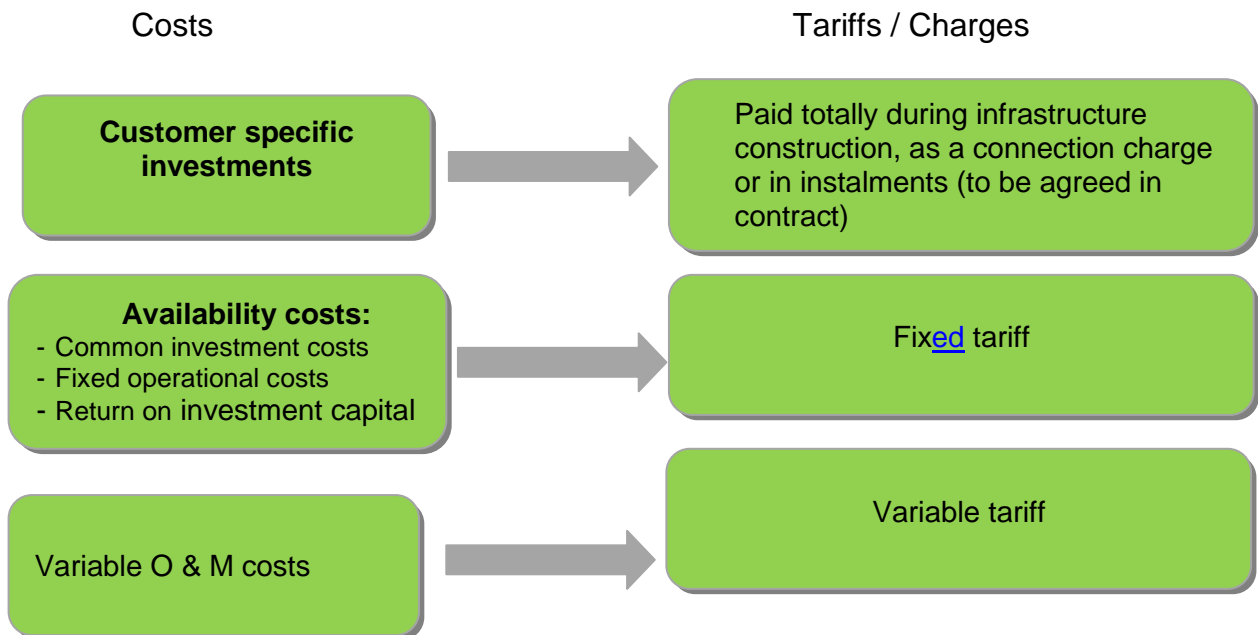 Costs
Tariffs / Charges
Customer specific
investments
Paid totally during infrastructure
construction, as a connection charge
or in instalments (to be agreed in
contract)
Availability costs:
- Common investment costs
- Fixed operational costs
- Return on investment capital
Fixed tariff
Variable O & M costs
Variable tariff